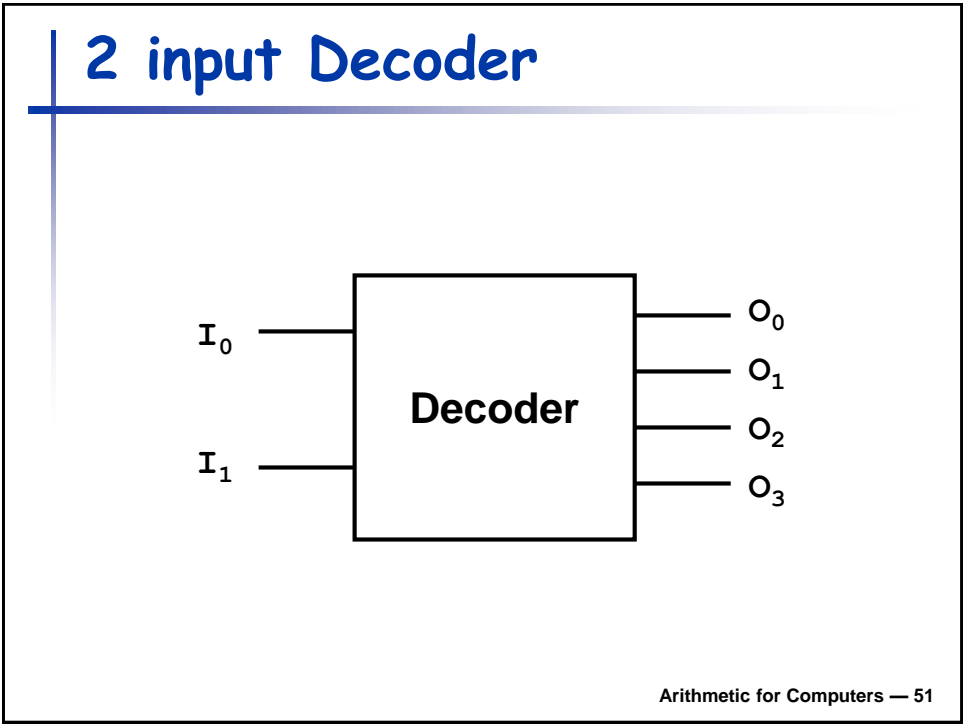 2 input Decoder
I0
I1
Decoder
O0
O1
O2
O3
Arithmetic for Computers — 51